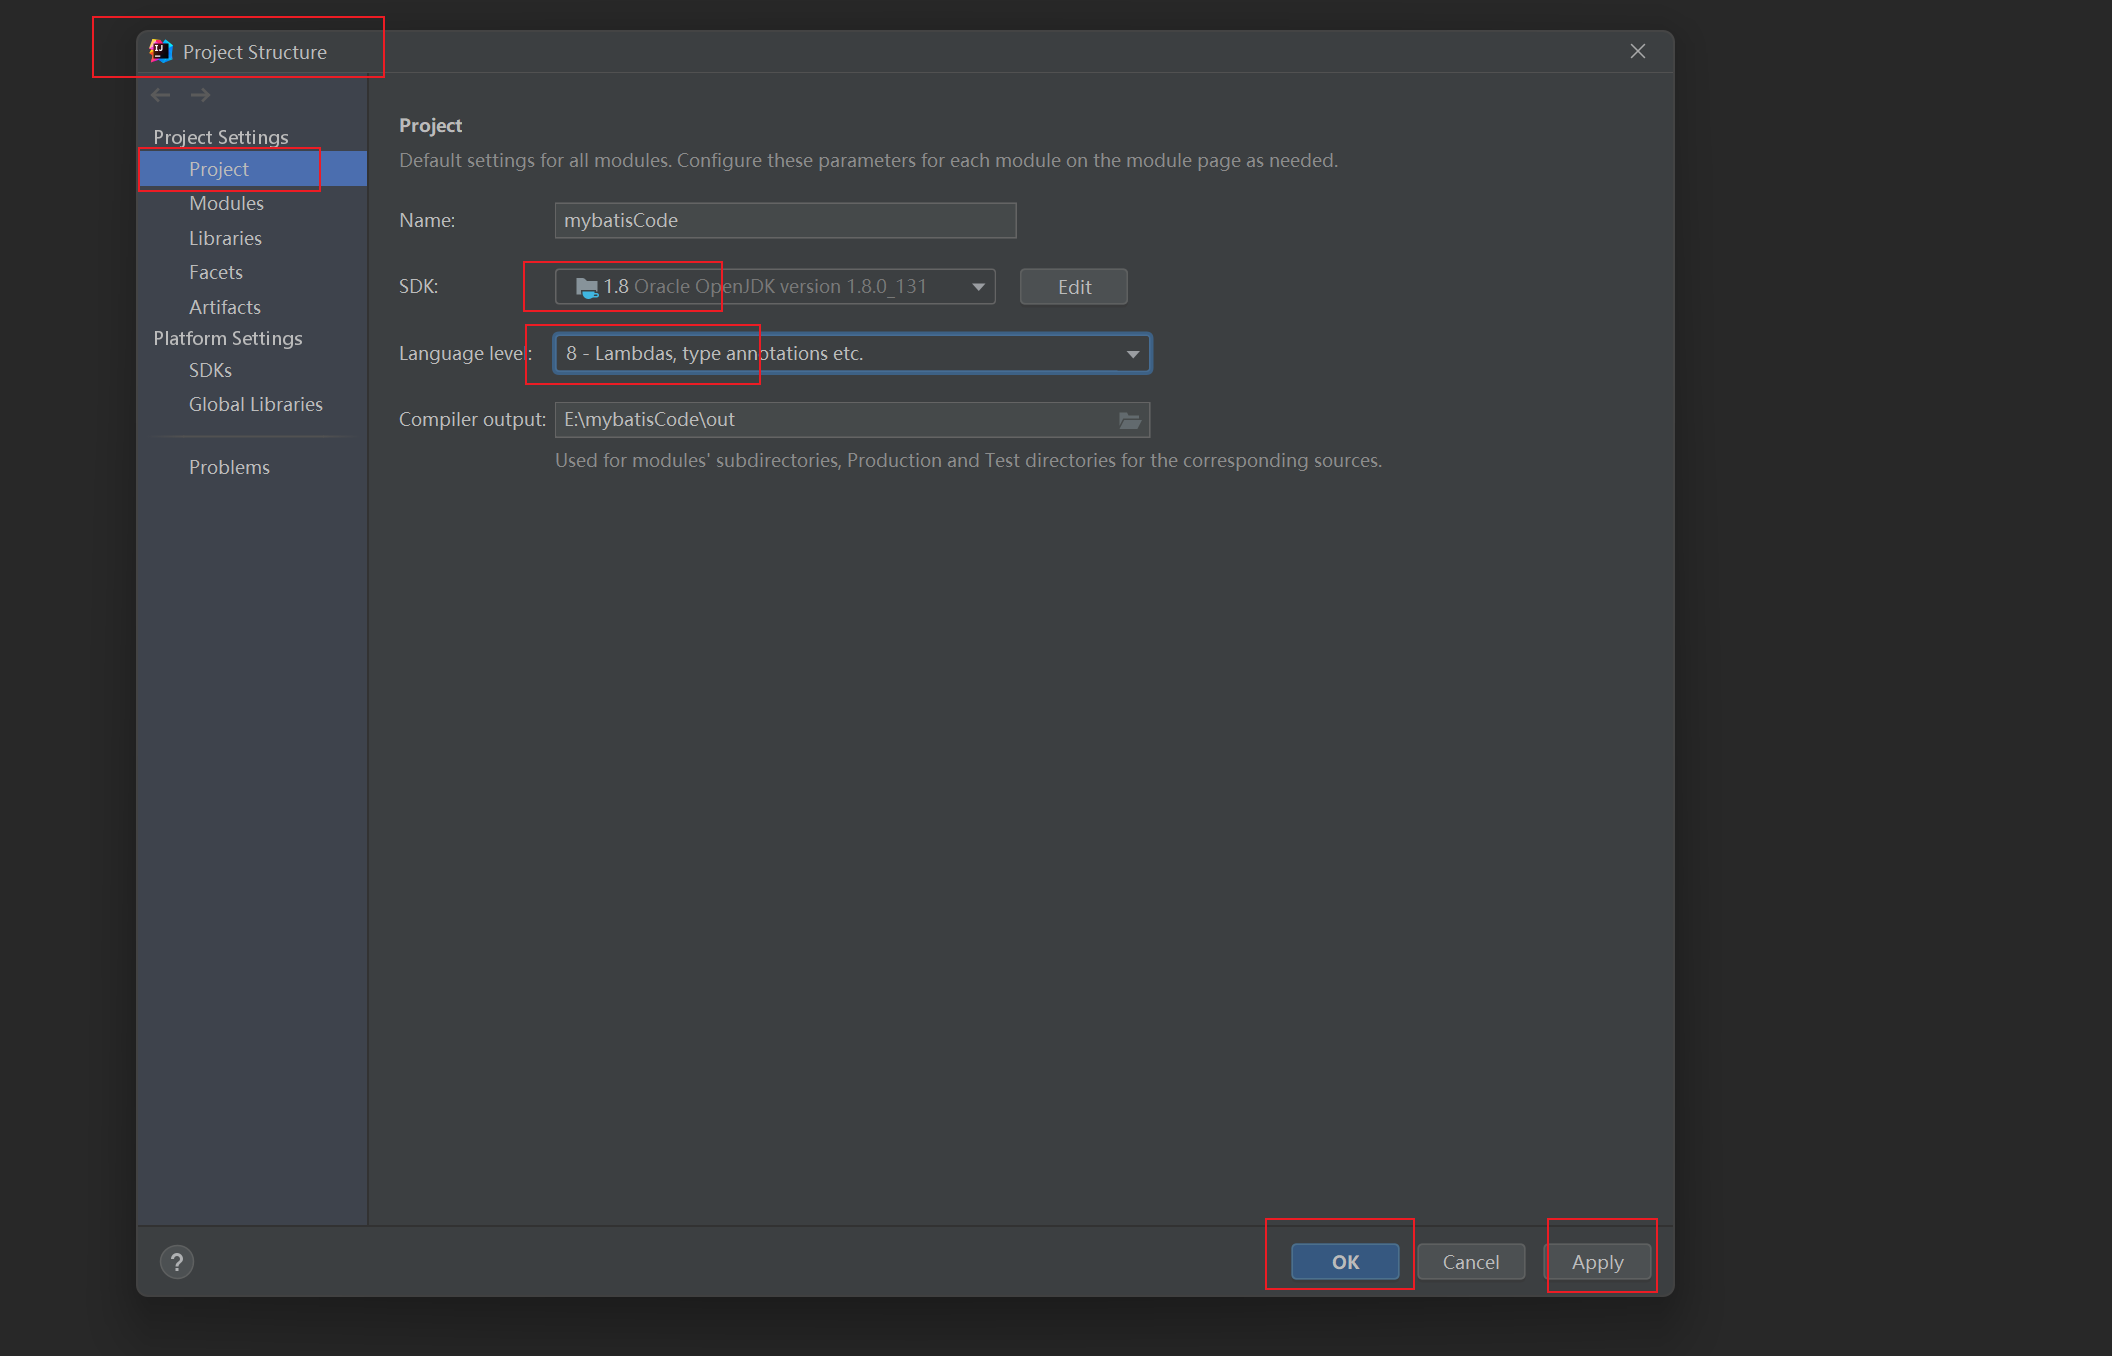 Project Structure
Project Settings
Project
Modules
Libraries
Facets
Artifacts
Platform Settings
SDKs
Global Libraries
Problems
Project
Default settings for all modules. Configure these parameters for each module on the module page as needed.
Name: mybatisCode
SDK: 1.8 Oracle OpenJDK version 1.8.0_131 Edit
Language level: 8 - Lambdas, type annotations etc.
Compiler output: E:\mybatisCode\out
Used for modules' subdirectories, Production and Test directories for the corresponding sources.
? OK Cancel Apply